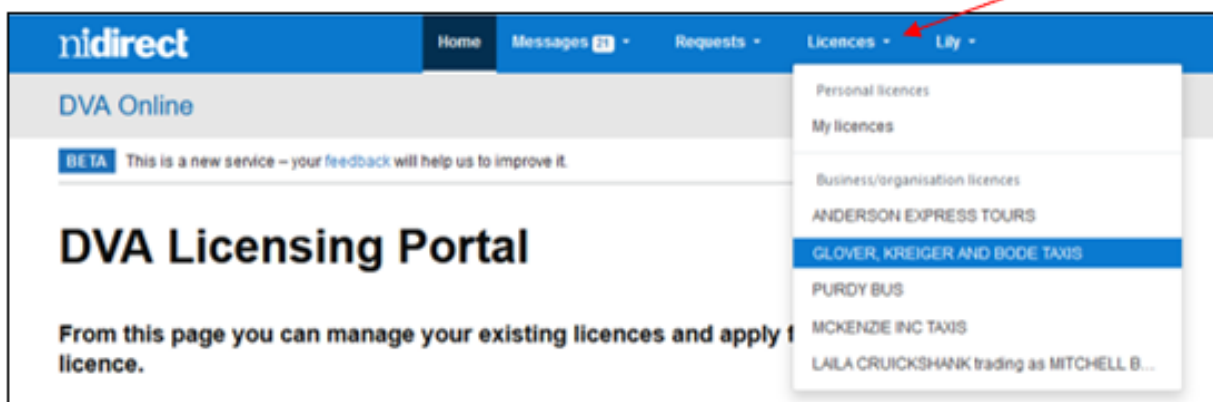 nidirect
Home Messages 21 Requests Licences Lily
DVA Online
BETA This is a new service – your feedback will help us to improve it.
DVA Licensing Portal
From this page you can manage your existing licences and apply
licence.
Personal licences
My licences
Business/organisation licences
ANDERSON EXPRESS TOURS
GLOVER, KREIGER AND BODE TAXIS
PURDY BUS
MCKENZIE INC TAXIS
LAILA CRUICKSHANK trading as MITCHELL B...